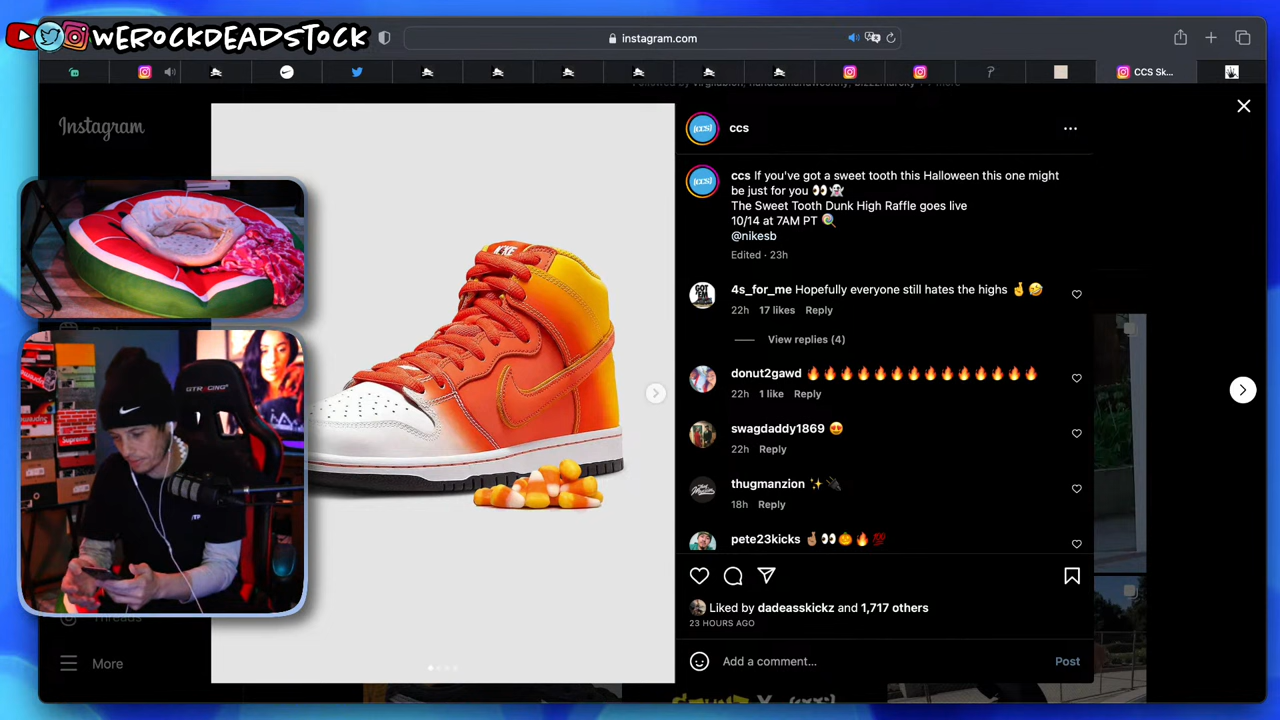 WEROCKDEADSTOCK
instagram.com
CCS Sk...
Instagram
ccs
ccs If you've got a sweet tooth this Halloween this one might
be just for you 👀👻
The Sweet Tooth Dunk High Raffle goes live
10/14 at 7AM PT 🍭
@nikesb
Edited · 23h
4s_for_me Hopefully everyone still hates the highs 🤞🤣
22h 17 likes Reply
View replies (4)
donut2gawd 🔥🔥🔥🔥🔥🔥🔥🔥🔥🔥🔥🔥🔥🔥
22h 1 like Reply
swagdaddy1869 😍
22h Reply
thugmanzion ✨🔌
18h Reply
pete23kicks 🤞🏽👀🎃🔥💯
Liked by dadeasskickz and 1,717 others
23 HOURS AGO
Add a comment...
Post
Threads
More
GTRACING
Supreme